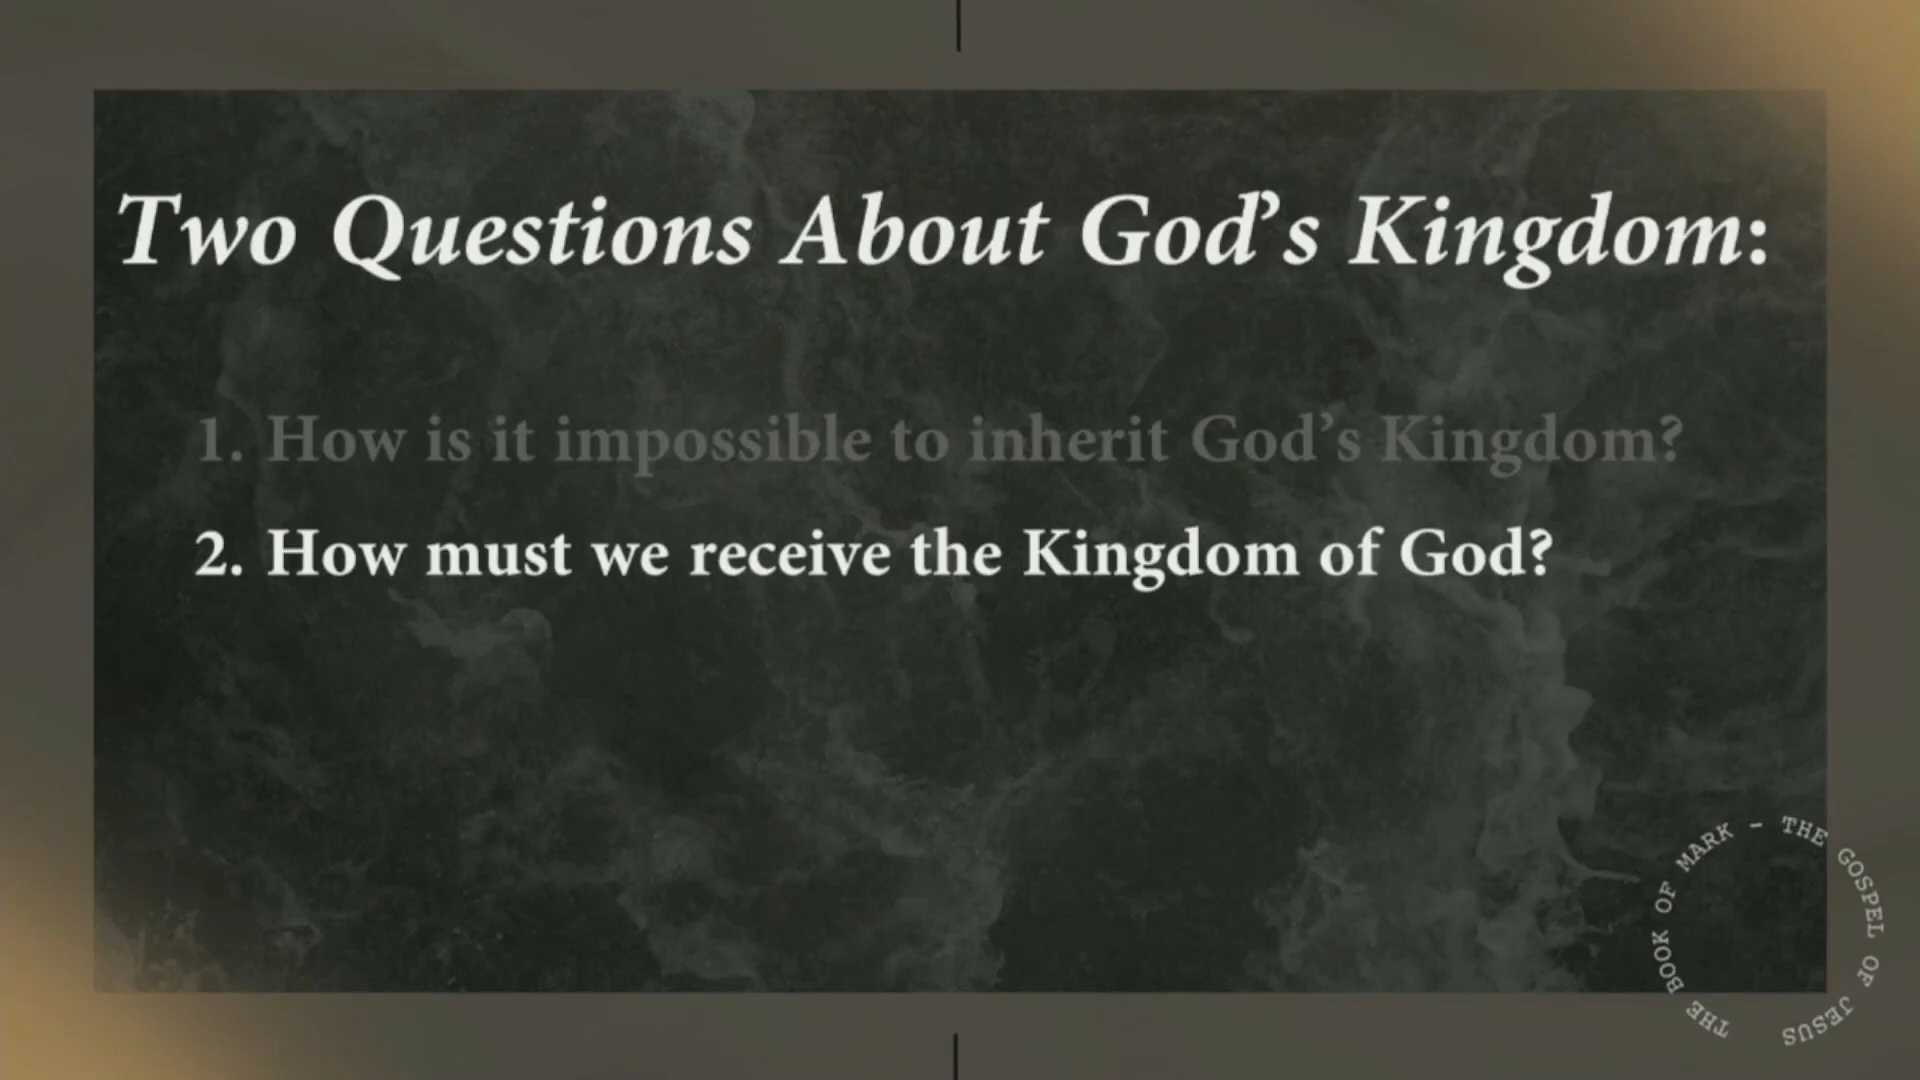 Two Questions About God’s Kingdom:
1. How is it impossible to inherit God’s Kingdom?
2. How must we receive the Kingdom of God?
THE BOOK OF MARK – THE GOSPEL OF JESUS